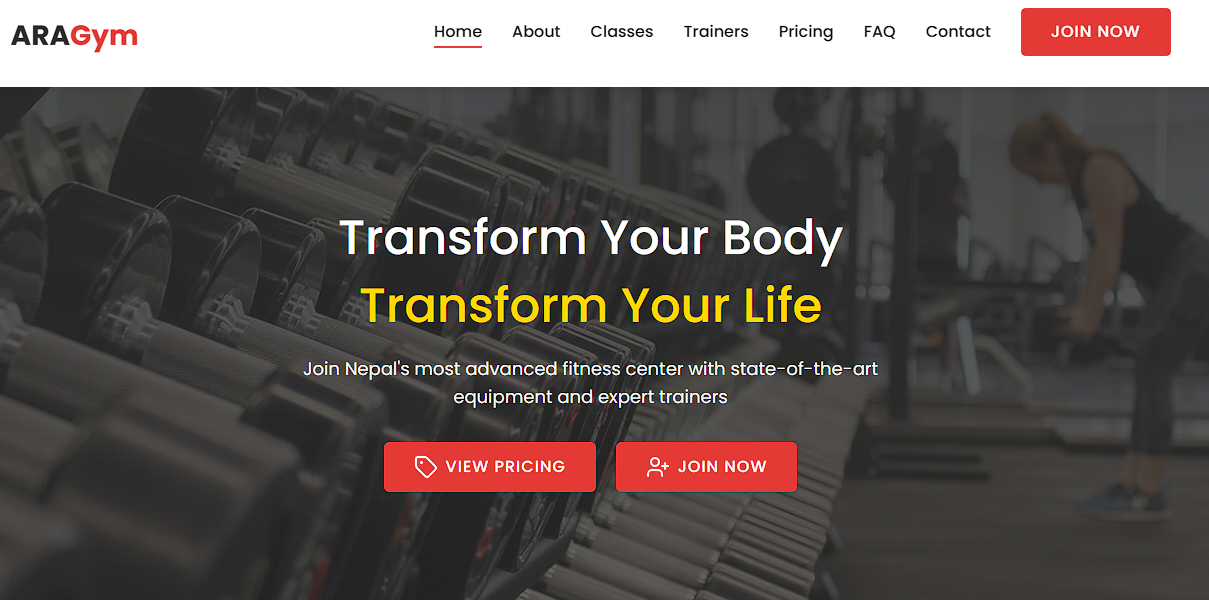 ARAGym
Home About Classes Trainers Pricing FAQ Contact JOIN NOW
Transform Your Body
Transform Your Life
Join Nepal's most advanced fitness center with state-of-the-art
equipment and expert trainers
VIEW PRICING JOIN NOW